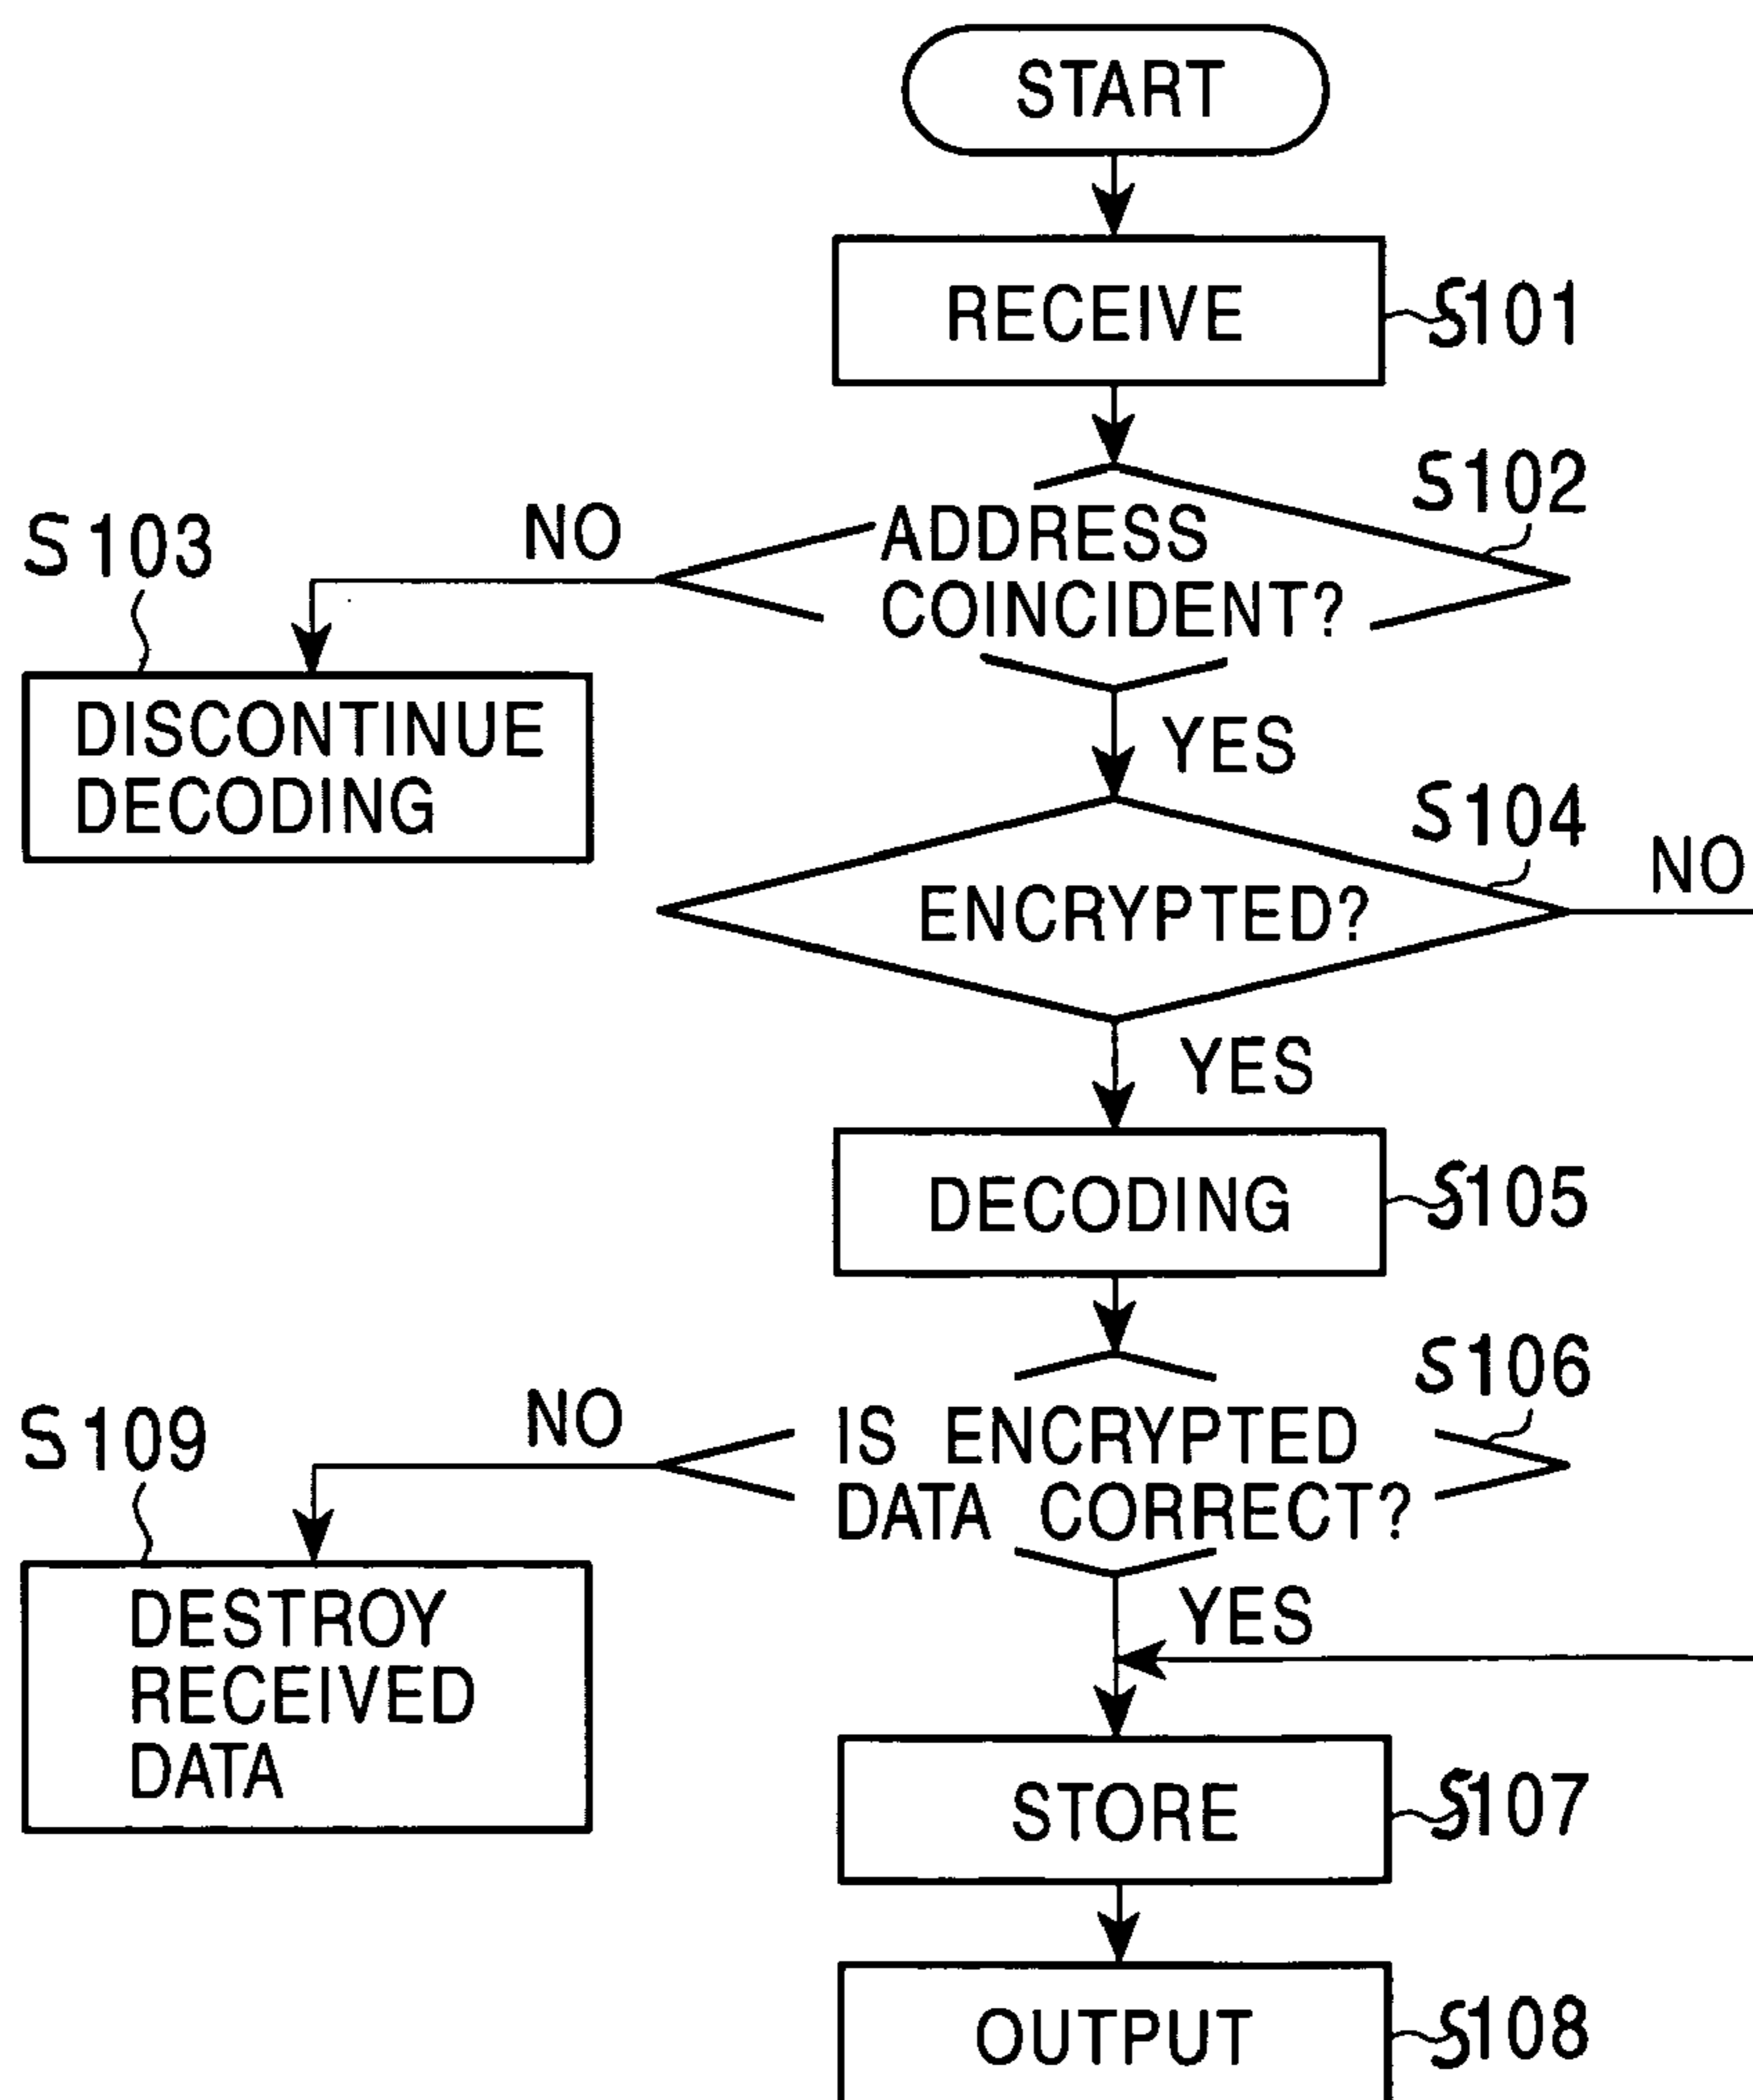 START
RECEIVE
S101
S102
NO
ADDRESS
COINCIDENT?
S103
DISCONTINUE
DECODING
YES
S104
NO
ENCRYPTED?
YES
DECODING
S105
S106
NO
IS ENCRYPTED
DATA CORRECT?
S109
DESTROY
RECEIVED
DATA
YES
STORE
S107
OUTPUT
S108